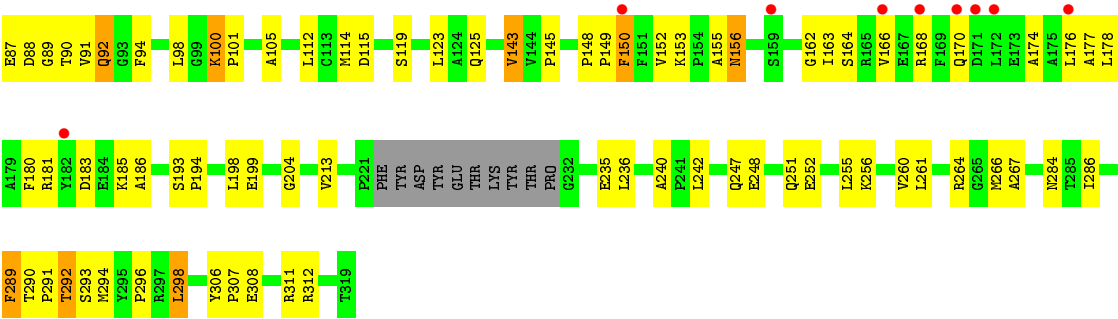 E87 D88 G89 T90 V91 Q92 G93 F94 L98 G99 K100 P101 A105 L112 C113 M114 D115 S119 L123 A124 Q125 V143 V144 P145 P148 P149 F150 F151 V152 K153 P154 A155 N156 S159 G162 I163 S164 R165 V166 E167 R168 F169 Q170 D171 L172 E173 A174 A175 L176 A177 L178
A179 F180 R181 Y182 D183 E184 K185 A186 S193 P194 L198 E199 G204 V213 P221 PHE TYR ASP TYR GLU THR LYS TYR THR PRO G232 E235 L236 A240 P241 L242 Q247 E248 Q251 E252 L255 K256 V260 L261 R264 G265 M266 A267 N284 T285 I286
F289 T290 P291 T292 S293 M294 Y295 P296 R297 L298 Y306 P307 E308 R311 R312 T319